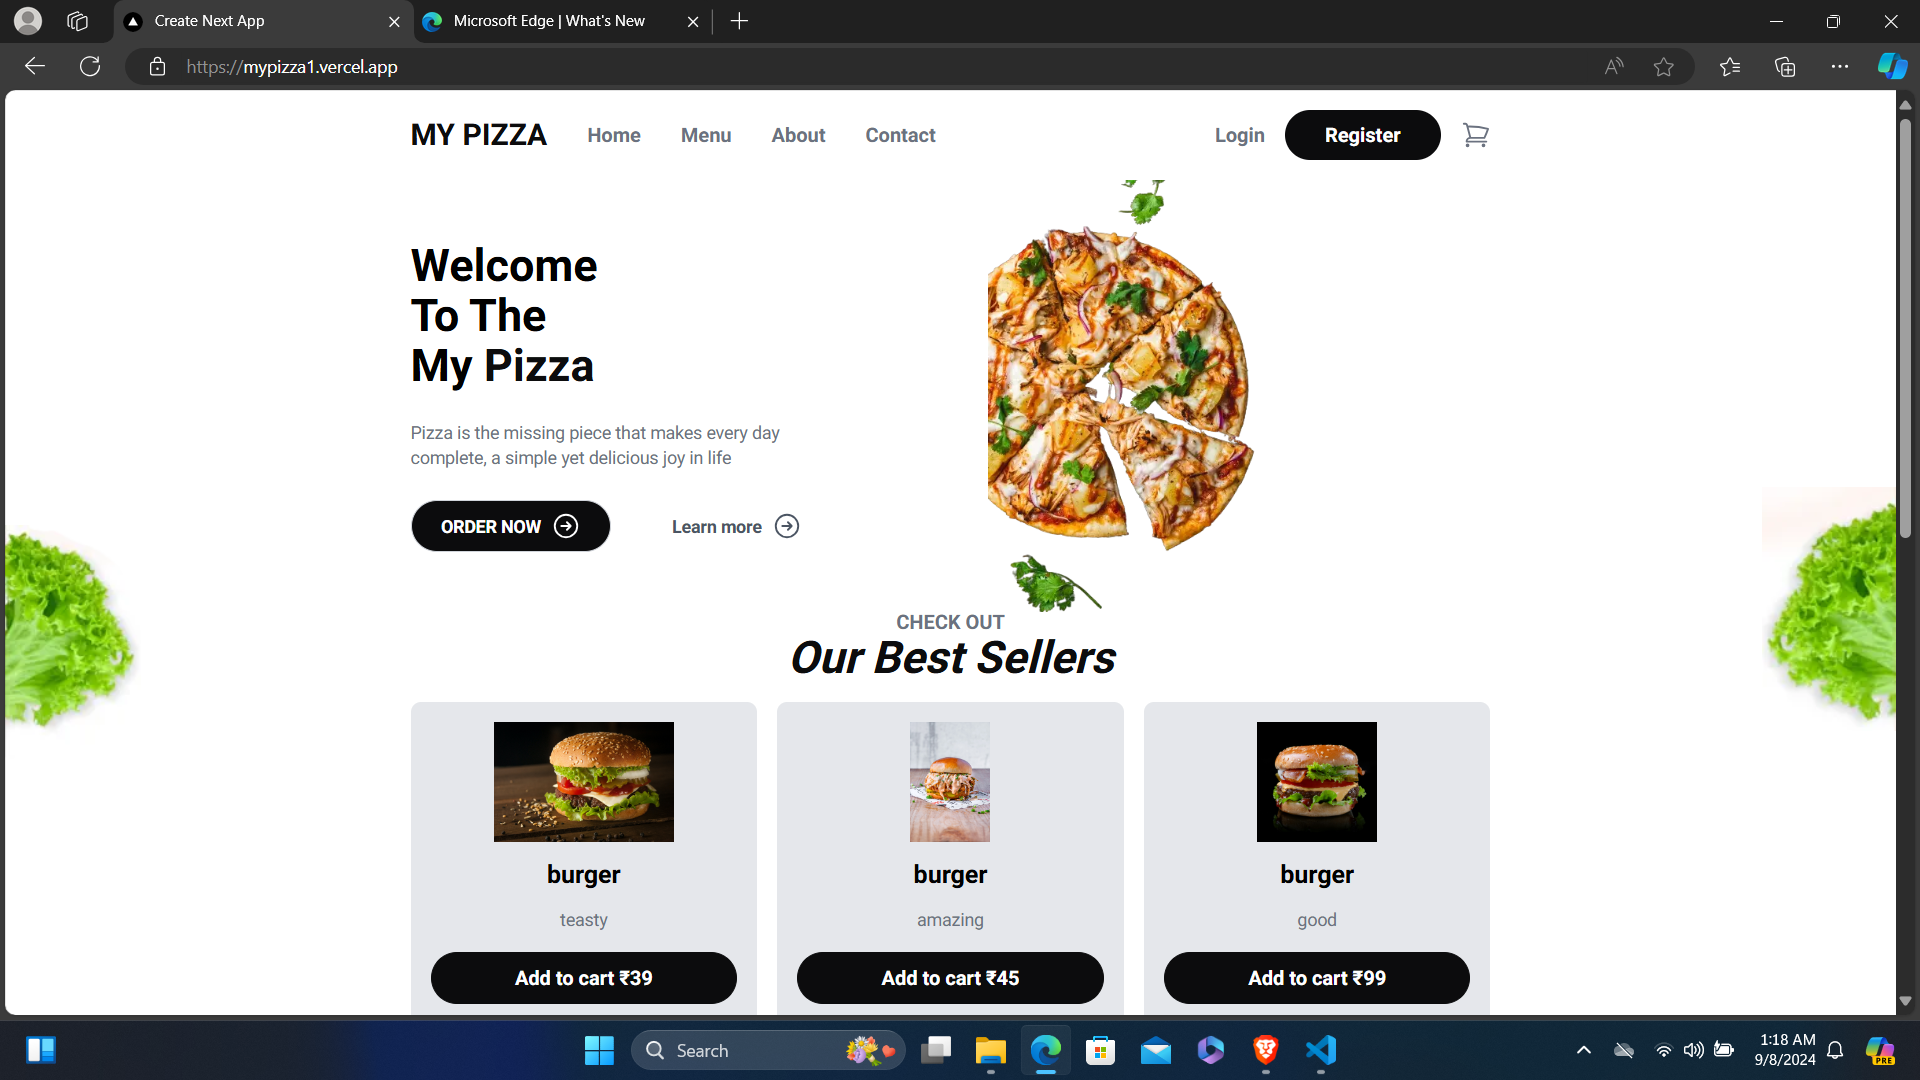 Create Next App
Microsoft Edge | What's New
https://mypizza1.vercel.app
MY PIZZA Home Menu About Contact Login Register
Welcome
To The
My Pizza
Pizza is the missing piece that makes every day
complete, a simple yet delicious joy in life
ORDER NOW Learn more
CHECK OUT
Our Best Sellers
burger burger burger
teasty amazing good
Add to cart ₹39 Add to cart ₹45 Add to cart ₹99
Search
1:18 AM
9/8/2024
PRE